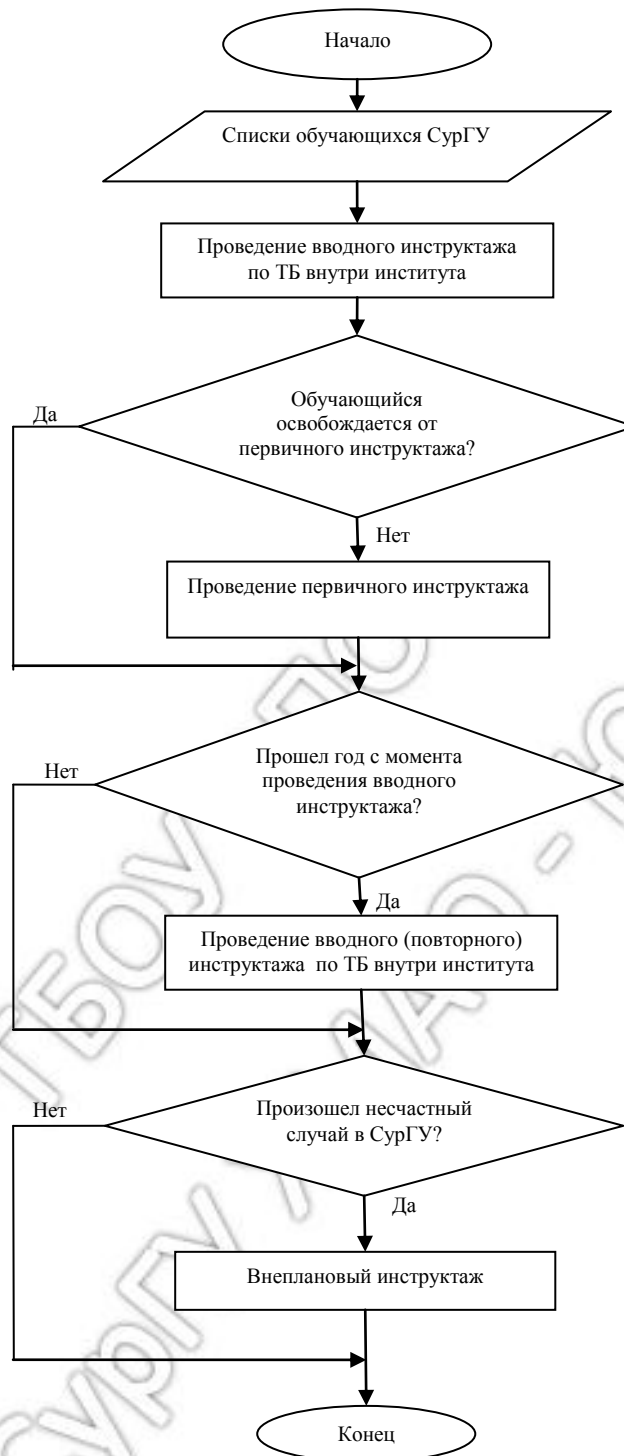 Начало
Списки обучающихся СурГУ
Проведение вводного инструктажа
по ТБ внутри института
Обучающийся
освобождается от
первичного инструктажа?
Да
Нет
Проведение первичного инструктажа
Прошел год с момента
проведения вводного
инструктажа?
Нет
Да
Проведение вводного (повторного)
инструктажа по ТБ внутри института
Произошел несчастный
случай в СурГУ?
Нет
Да
Внеплановый инструктаж
Конец